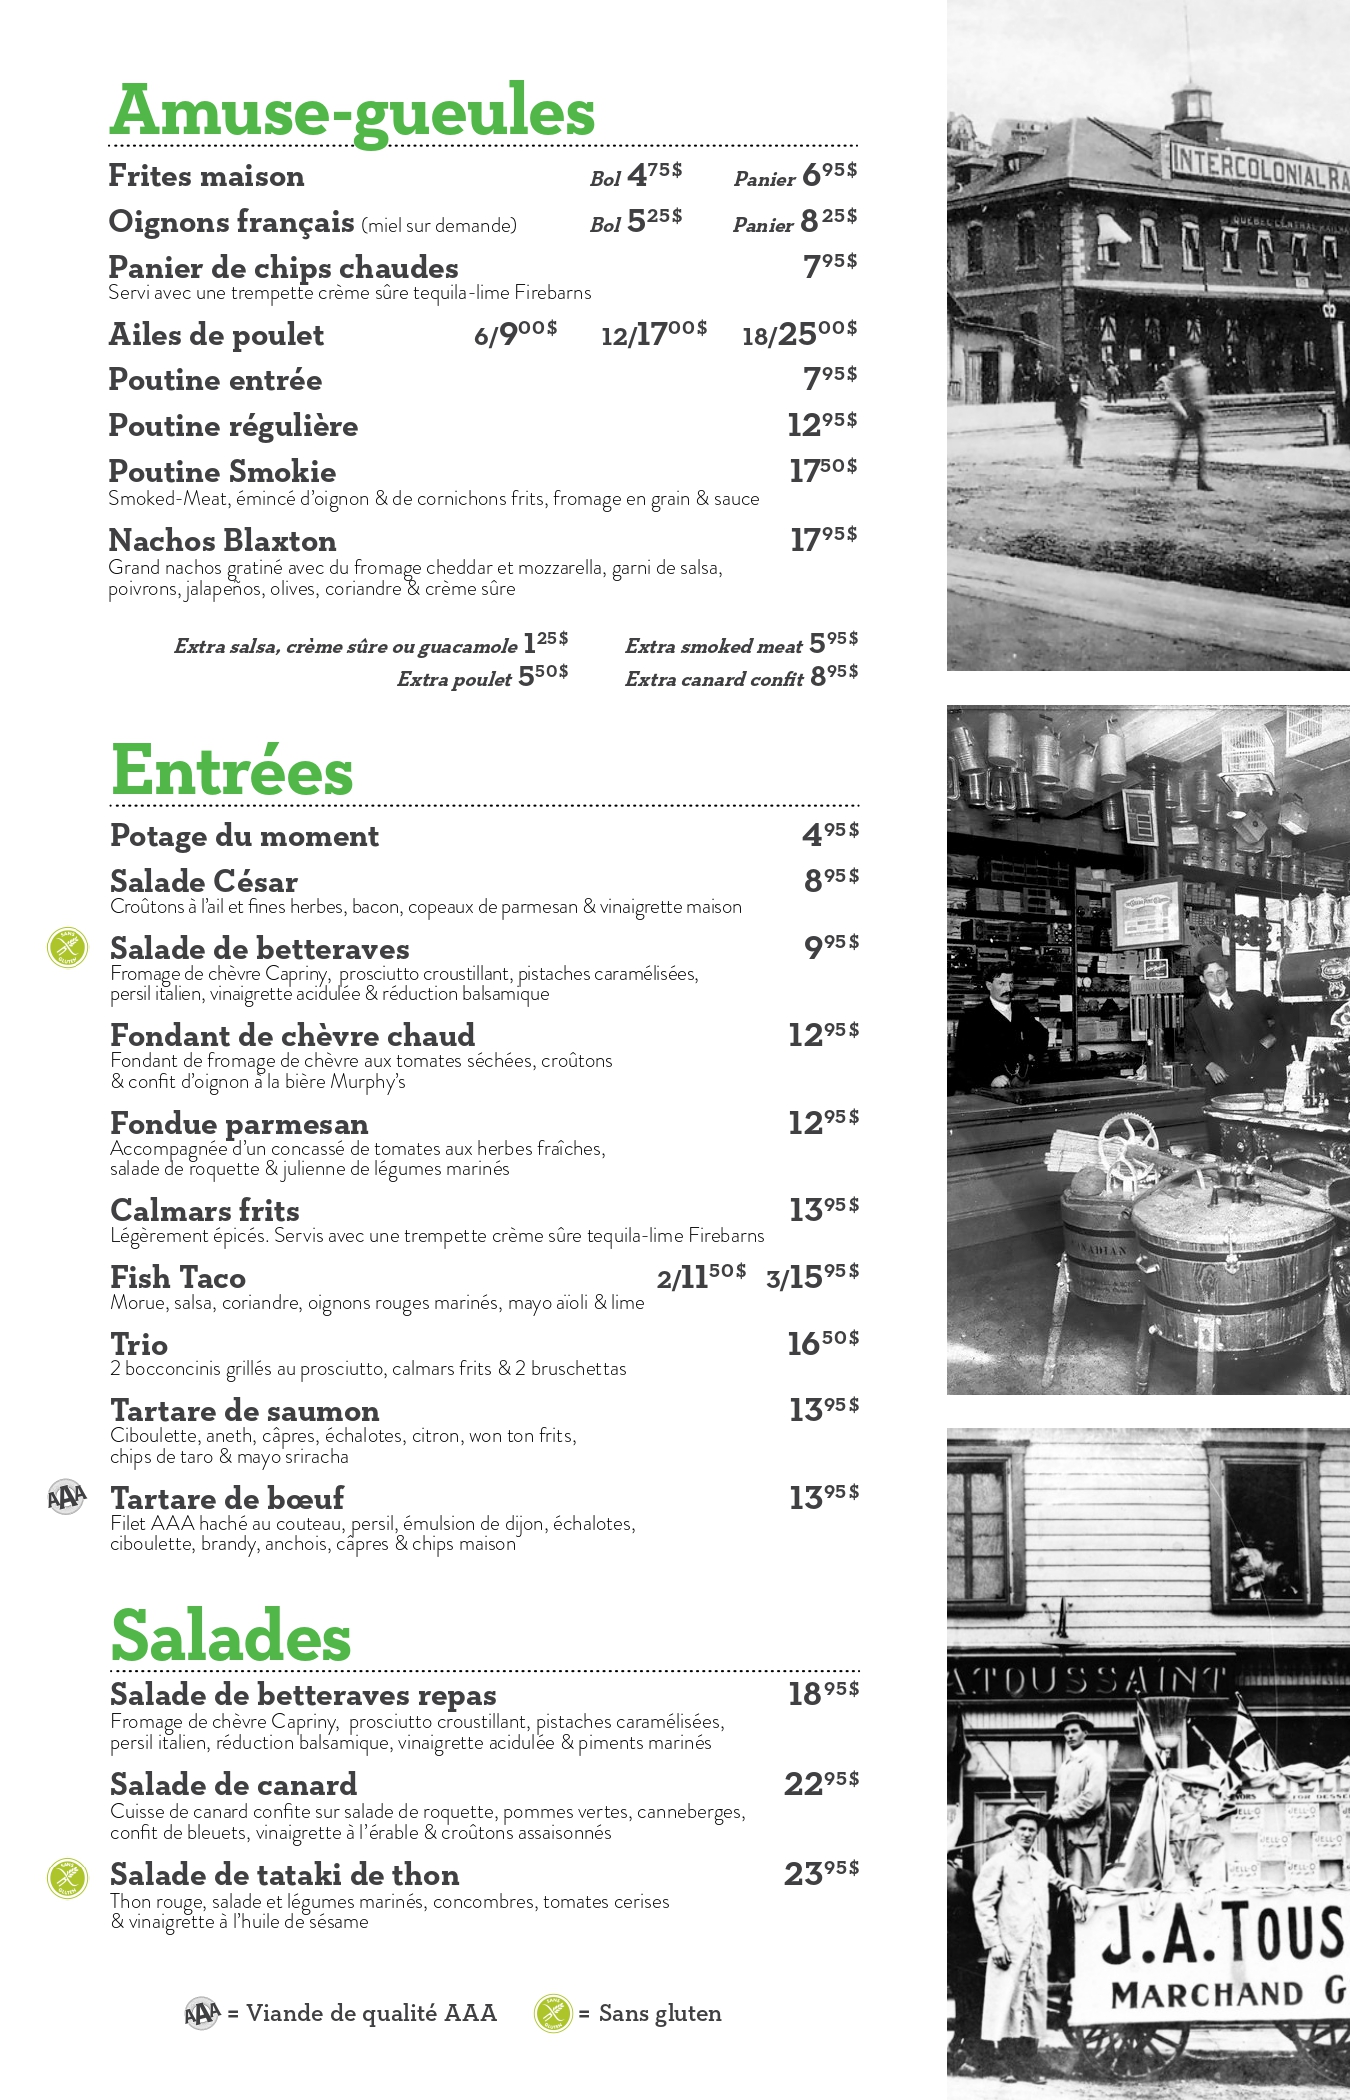 Amuse-gueules
Frites maison Bol 4 75$ Panier 6 95$
Oignons français (miel sur demande) Bol 5 25$ Panier 8 25$
Panier de chips chaudes 7 95$
Servi avec une trempette crème sûre tequila-lime Firebarns
Ailes de poulet 6/9 00$ 12/17 00$ 18/25 00$
Poutine entrée 7 95$
Poutine régulière 12 95$
Poutine Smokie 17 50$
Smoked-Meat, émincé d'oignon & de cornichons frits, fromage en grain & sauce
Nachos Blaxton 17 95$
Grand nachos gratiné avec du fromage cheddar et mozzarella, garni de salsa,
poivrons, jalapeños, olives, coriandre & crème sûre
Extra salsa, crème sûre ou guacamole 1 25$ Extra smoked meat 5 95$
Extra poulet 5 50$ Extra canard confit 8 95$
Entrées
Potage du moment 4 95$
Salade César 8 95$
Croûtons à l'ail et fines herbes, bacon, copeaux de parmesan & vinaigrette maison
SANS GLUTEN
Salade de betteraves 9 95$
Fromage de chèvre Capriny, prosciutto croustillant, pistaches caramélisées,
persil italien, vinaigrette acidulée & réduction balsamique
Fondant de chèvre chaud 12 95$
Fondant de fromage de chèvre aux tomates séchées, croûtons
& confit d'oignon à la bière Murphy's
Fondue parmesan 12 95$
Accompagnée d'un concassé de tomates aux herbes fraîches,
salade de roquette & julienne de légumes marinés
Calmars frits 13 95$
Légèrement épicés. Servis avec une trempette crème sûre tequila-lime Firebarns
Fish Taco 2/11 50$ 3/15 95$
Morue, salsa, coriandre, oignons rouges marinés, mayo aïoli & lime
Trio 16 50$
2 bocconcinis grillés au prosciutto, calmars frits & 2 bruschettas
Tartare de saumon 13 95$
Ciboulette, aneth, câpres, échalotes, citron, won ton frits,
chips de taro & mayo sriracha
AAA
Tartare de bœuf 13 95$
Filet AAA haché au couteau, persil, émulsion de dijon, échalotes,
ciboulette, brandy, anchois, câpres & chips maison
Salades
Salade de betteraves repas 18 95$
Fromage de chèvre Capriny, prosciutto croustillant, pistaches caramélisées,
persil italien, réduction balsamique, vinaigrette acidulée & piments marinés
Salade de canard 22 95$
Cuisse de canard confite sur salade de roquette, pommes vertes, canneberges,
confit de bleuets, vinaigrette à l'érable & croûtons assaisonnés
SANS GLUTEN
Salade de tataki de thon 23 95$
Thon rouge, salade et légumes marinés, concombres, tomates cerises
& vinaigrette à l'huile de sésame
AAA = Viande de qualité AAA SANS GLUTEN = Sans gluten
INTERCOLONIAL RA
QUEBEC CENTRAL RAILWA
A. TOUSSAINT
FOR DESSE
JELL-O JELL-O
JELL-O JELL-O
JELL-O JELL-O
J.A. TOUS
MARCHAND G